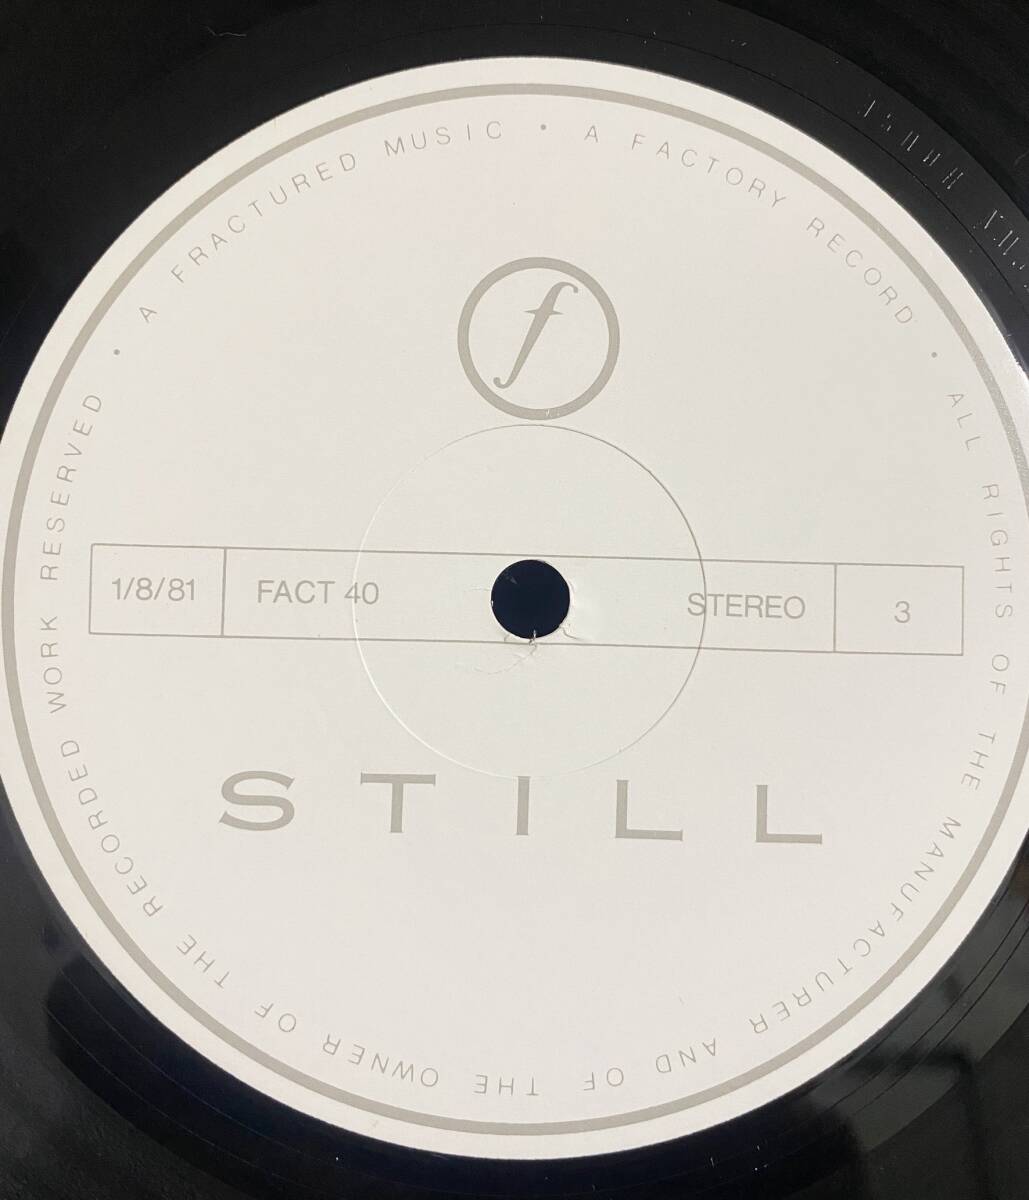 A FRACTURED MUSIC · A FACTORY RECORD · ALL RIGHTS OF THE MANUFACTURER AND OF THE OWNER OF THE RECORDED WORK RESERVED ·
f
1/8/81 FACT 40 STEREO 3
STILL